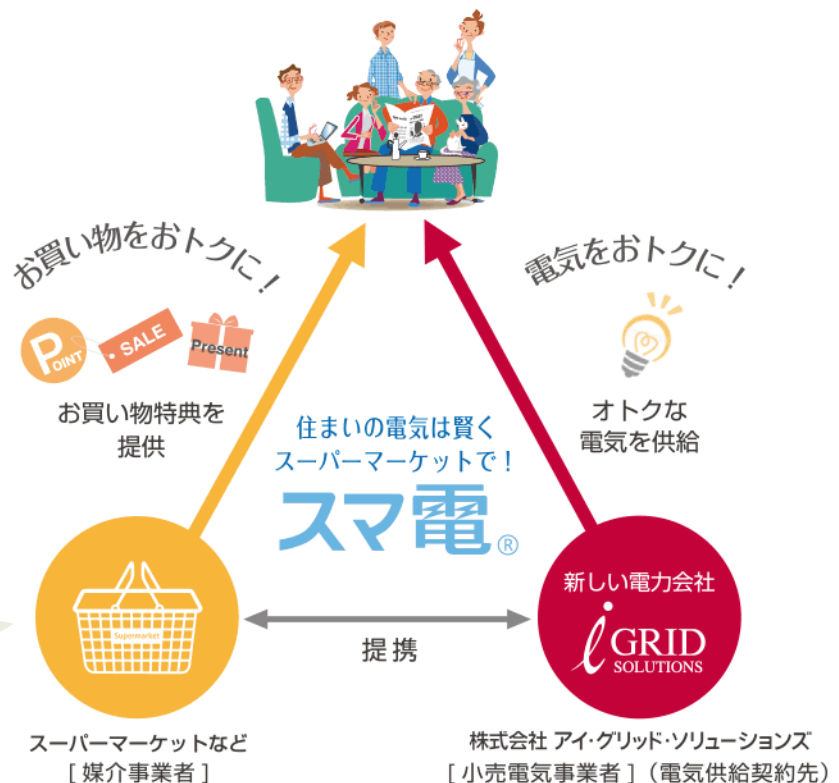 お買い物をおトクに！
電気をおトクに！
POINT
SALE
Present
お買い物特典を
提供
オトクな
電気を供給
住まいの電気は賢く
スーパーマーケットで！
スマ電®
Supermarket
提携
新しい電力会社
i GRID
SOLUTIONS
スーパーマーケットなど
[ 媒介事業者 ]
株式会社 アイ・グリッド・ソリューションズ
[ 小売電気事業者 ]（電気供給契約先）